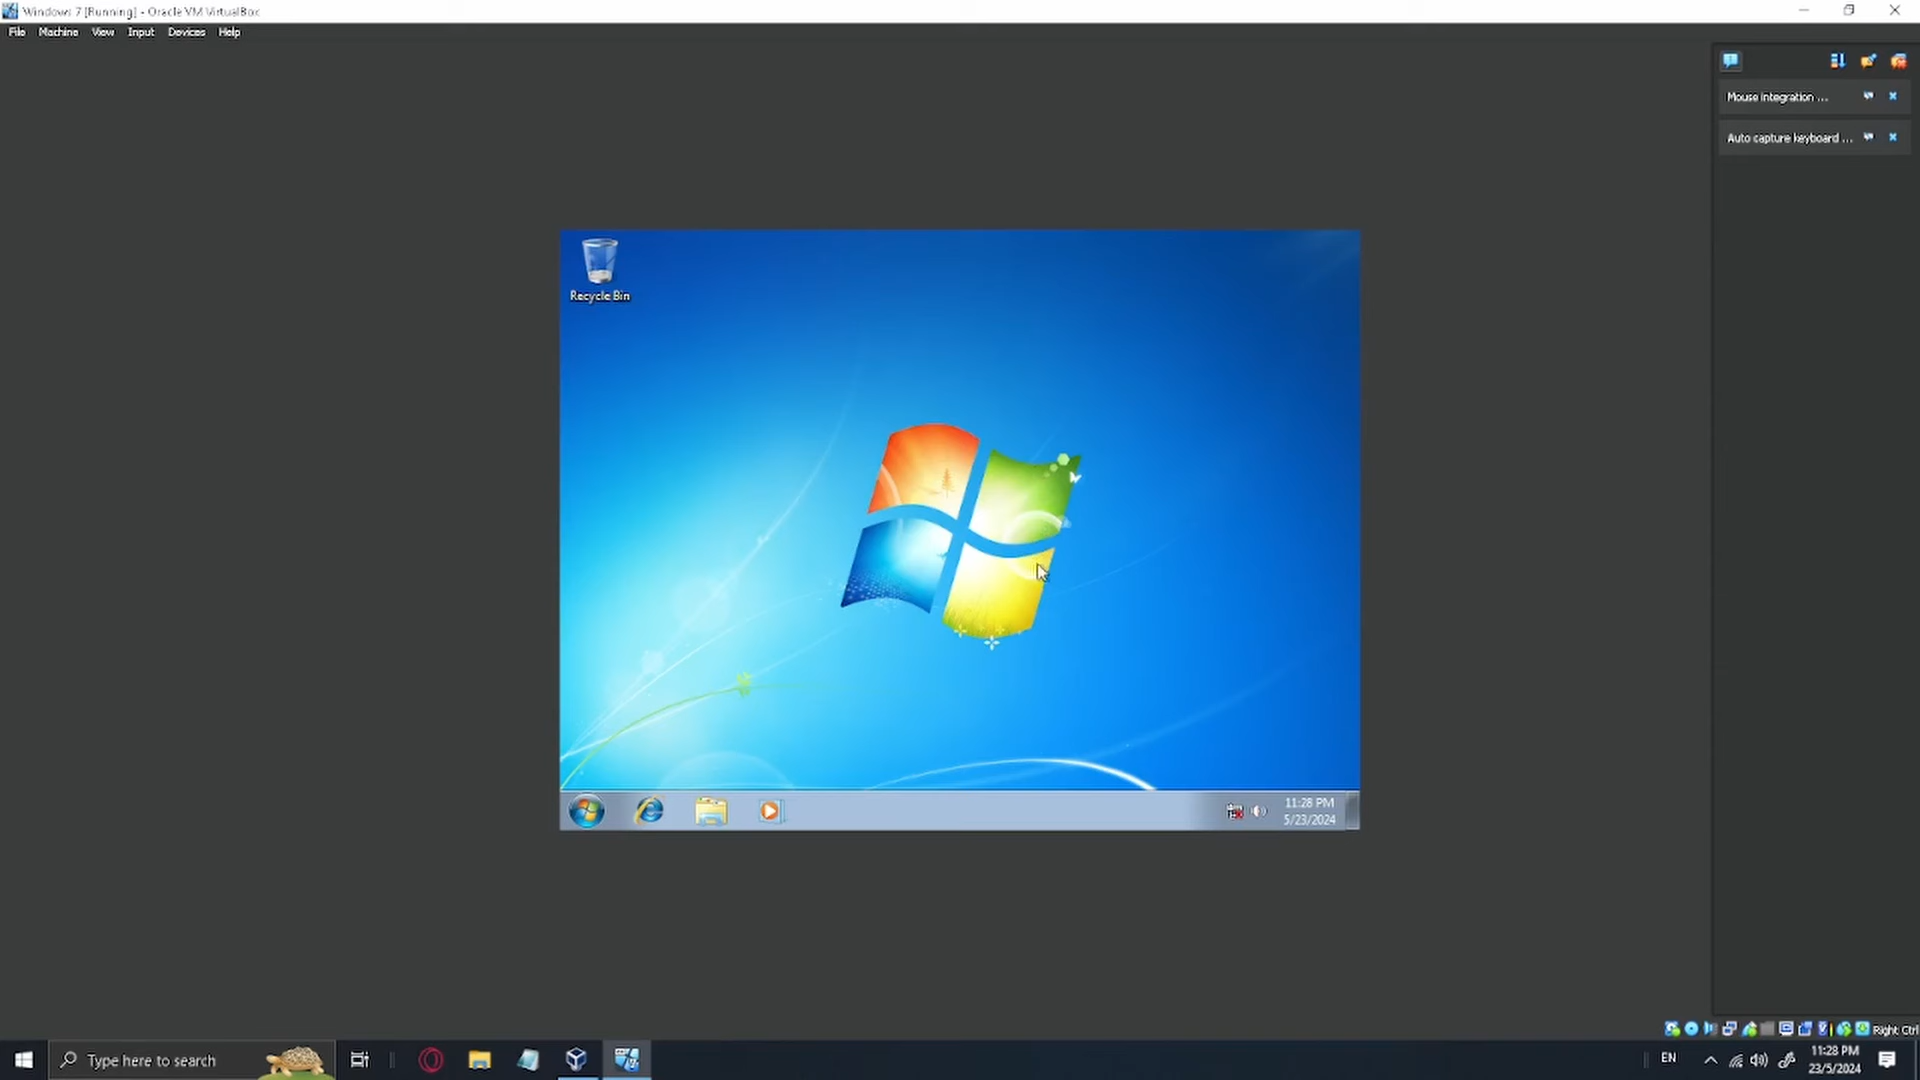 Windows 7 [Running] - Oracle VM VirtualBox
File Machine View Input Devices Help
Mouse integration ...
Auto capture keyboard ...
Recycle Bin
11:28 PM
5/23/2024
Right Ctrl
Type here to search
EN
11:28 PM
23/5/2024